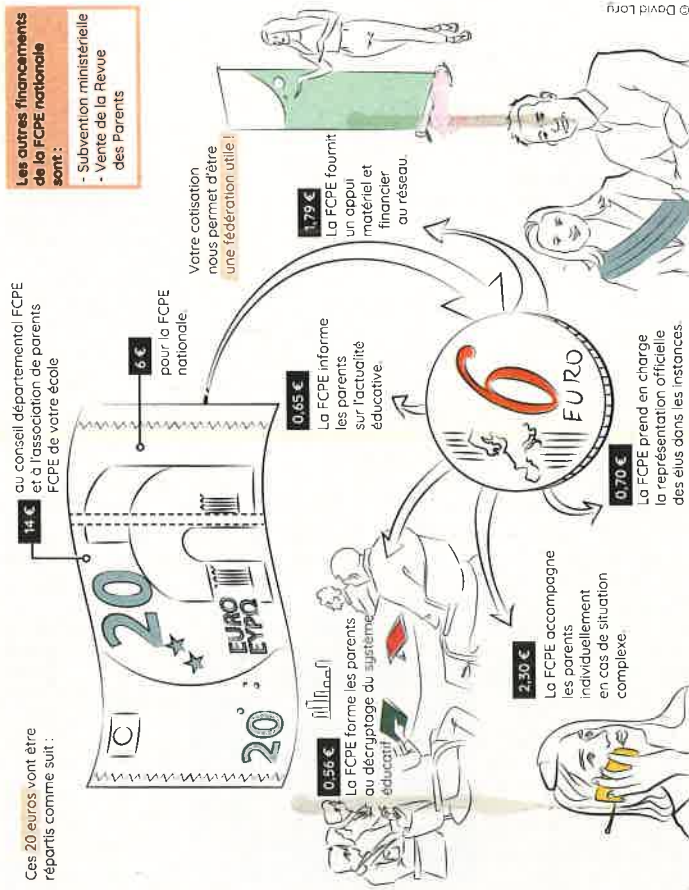 Ces 20 euros vont être
répartis comme suit :
14 €
au conseil départemental FCPE
et à l'association de parents
FCPE de votre école
6 €
pour la FCPE
nationale.
20
EURO
ΕΥΡΩ
20
Les autres financements
de la FCPE nationale
sont :
- Subvention ministérielle
- Vente de la Revue
des Parents
Votre cotisation
nous permet d'être
une fédération utile !
0,56 €
La FCPE forme les parents
au décryptage du système
éducatif
0,65 €
La FCPE informe
les parents
sur l'actualité
éducative.
1,79 €
La FCPE fournit
un appui
matériel et
financier
au réseau.
6
EURO
2,30 €
La FCPE accompagne
les parents
individuellement
en cas de situation
complexe.
0,70 €
La FCPE prend en charge
la représentation officielle
des élus dans les instances.
© David Lory